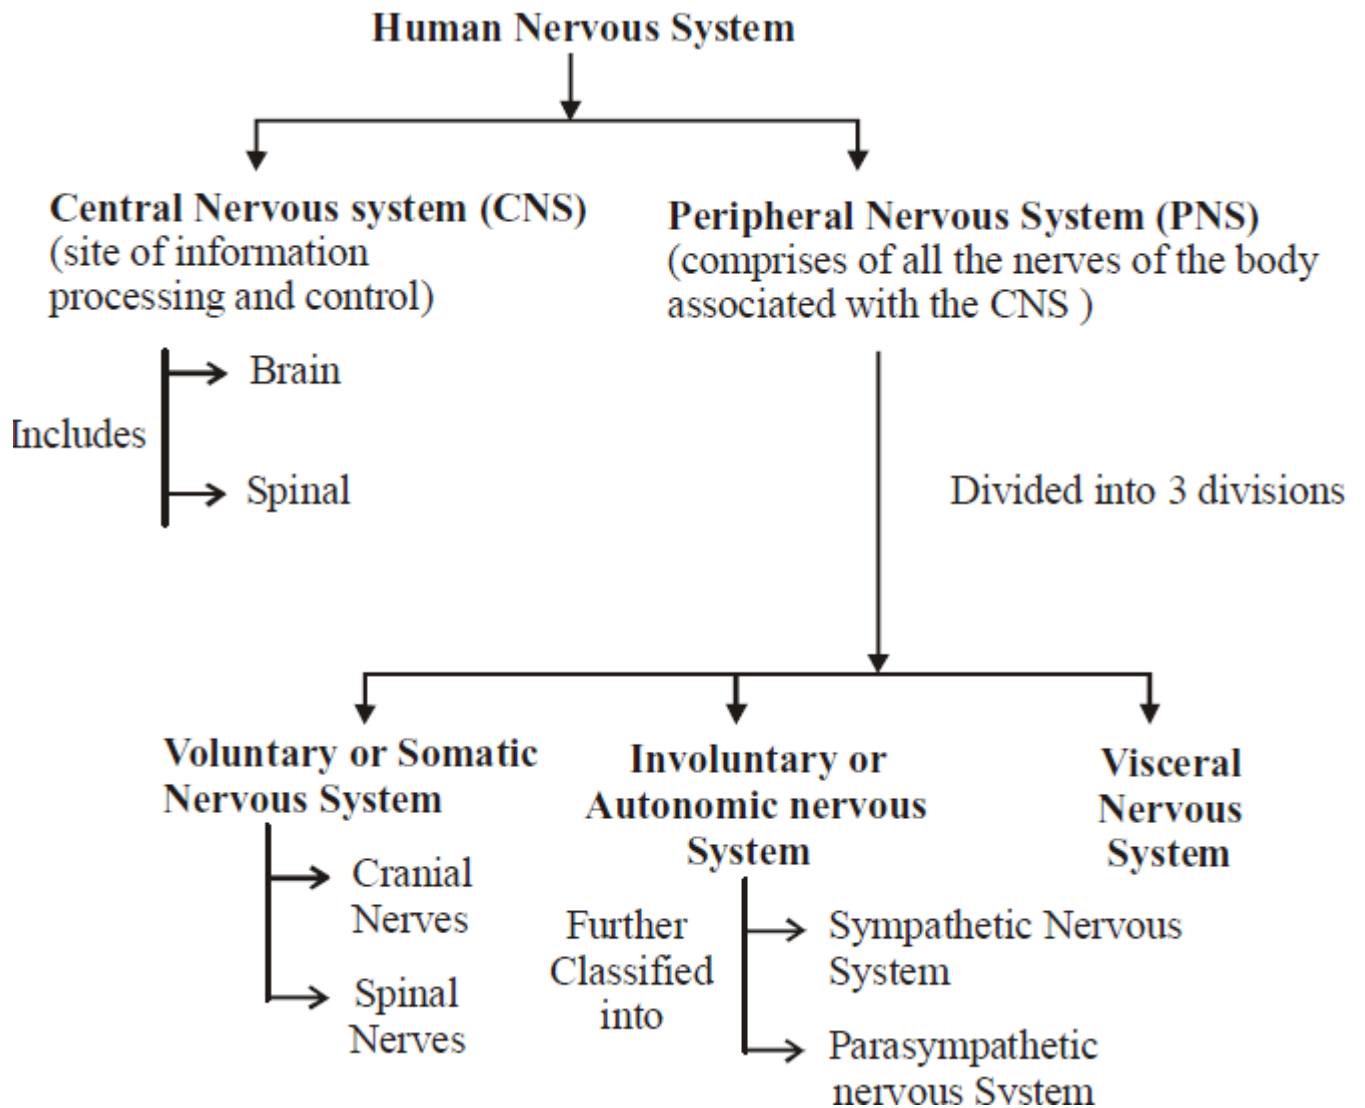 Human Nervous System
Central Nervous system (CNS)
(site of information
processing and control)
Peripheral Nervous System (PNS)
(comprises of all the nerves of the body
associated with the CNS )
Includes
Brain
Spinal
Divided into 3 divisions
Voluntary or Somatic
Nervous System
Cranial
Nerves
Spinal
Nerves
Involuntary or
Autonomic nervous
System
Further
Classified
into
Sympathetic Nervous
System
Parasympathetic
nervous System
Visceral
Nervous
System